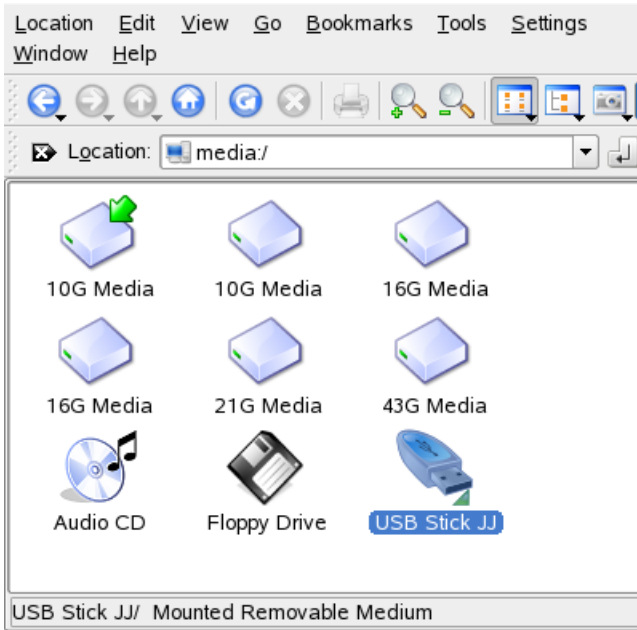 Location Edit View Go Bookmarks Tools Settings
Window Help
Location: media:/
10G Media 10G Media 16G Media
16G Media 21G Media 43G Media
Audio CD Floppy Drive USB Stick JJ
USB Stick JJ/ Mounted Removable Medium